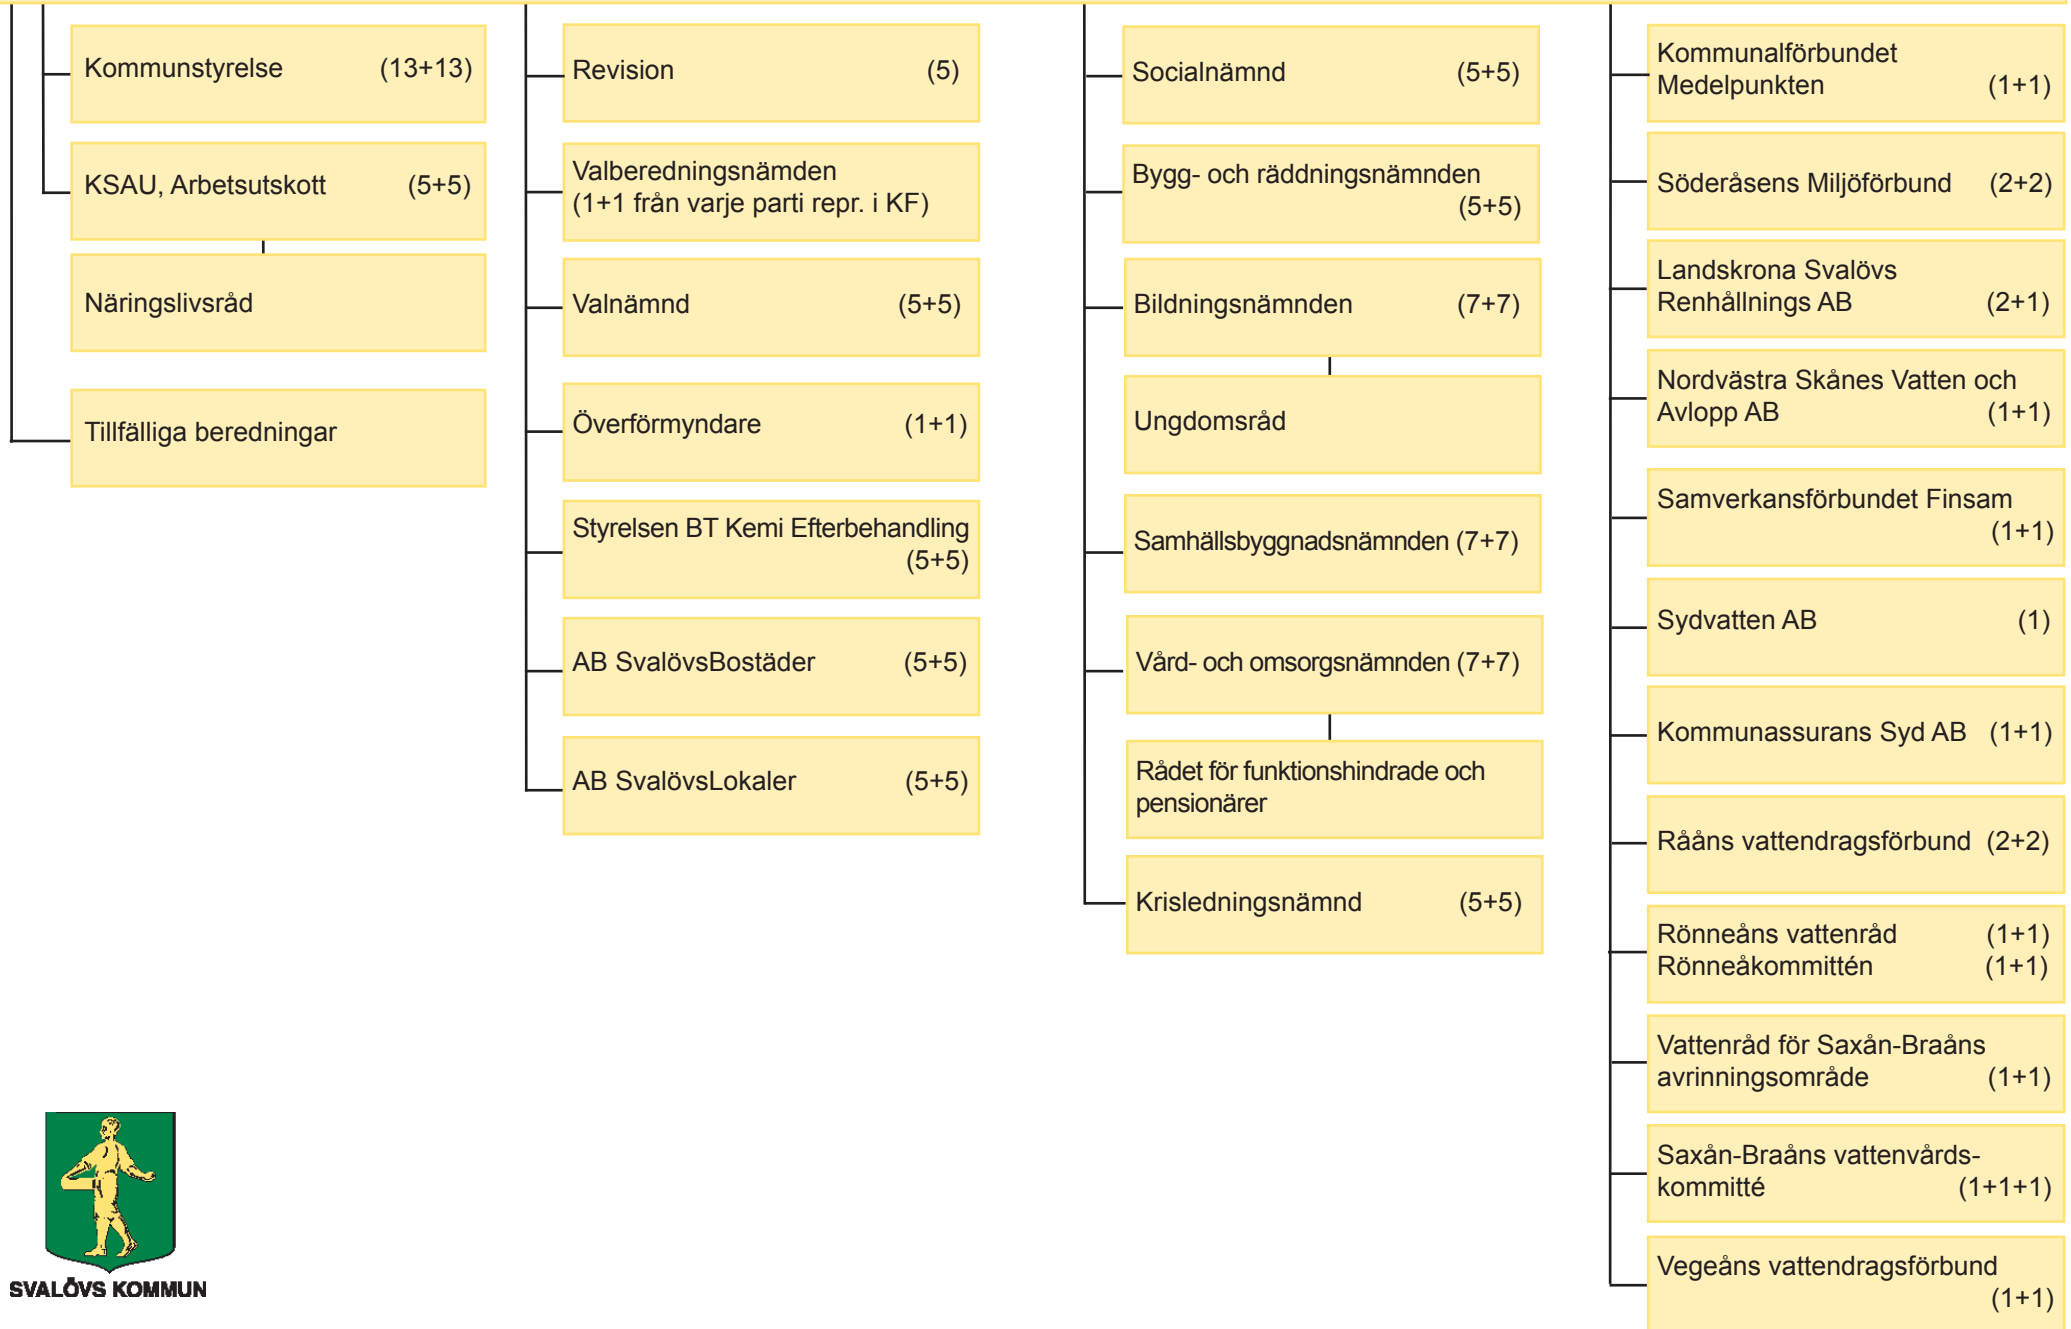 Kommunstyrelse (13+13)
KSAU, Arbetsutskott (5+5)
Näringslivsråd
Tillfälliga beredningar
Revision (5)
Valberedningsnämden
(1+1 från varje parti repr. i KF)
Valnämnd (5+5)
Överförmyndare (1+1)
Styrelsen BT Kemi Efterbehandling
(5+5)
AB SvalövsBostäder (5+5)
AB SvalövsLokaler (5+5)
Socialnämd (5+5)
Bygg- och räddningsnämnden
(5+5)
Bildningsnämnden (7+7)
Ungdomsråd
Samhällsbyggnadsnämnden (7+7)
Vård- och omsorgsnämnden (7+7)
Rådet för funktionshindrade och
pensionärer
Krisledningsnämnd (5+5)
Kommunalförbundet
Medelpunkten (1+1)
Söderåsens Miljöförbund (2+2)
Landskrona Svalövs
Renhållnings AB (2+1)
Nordvästra Skånes Vatten och
Avlopp AB (1+1)
Samverkansförbundet Finsam
(1+1)
Sydvatten AB (1)
Kommunassurans Syd AB (1+1)
Rååns vattendragsförbund (2+2)
Rönneåns vattenråd (1+1)
Rönneåkommittén (1+1)
Vattenråd för Saxån-Braåns
avrinningsområde (1+1)
Saxån-Braåns vattenvårds-
kommitté (1+1+1)
Vegeåns vattendragsförbund
(1+1)
SVALÖVS KOMMUN